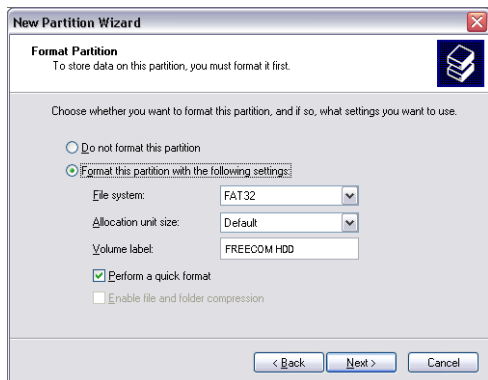 New Partition Wizard
Format Partition
To store data on this partition, you must format it first.
Choose whether you want to format this partition, and if so, what settings you want to use.
Do not format this partition
Format this partition with the following settings:
File system: FAT32
Allocation unit size: Default
Volume label: FREECOM HDD
Perform a quick format
Enable file and folder compression
< Back Next > Cancel